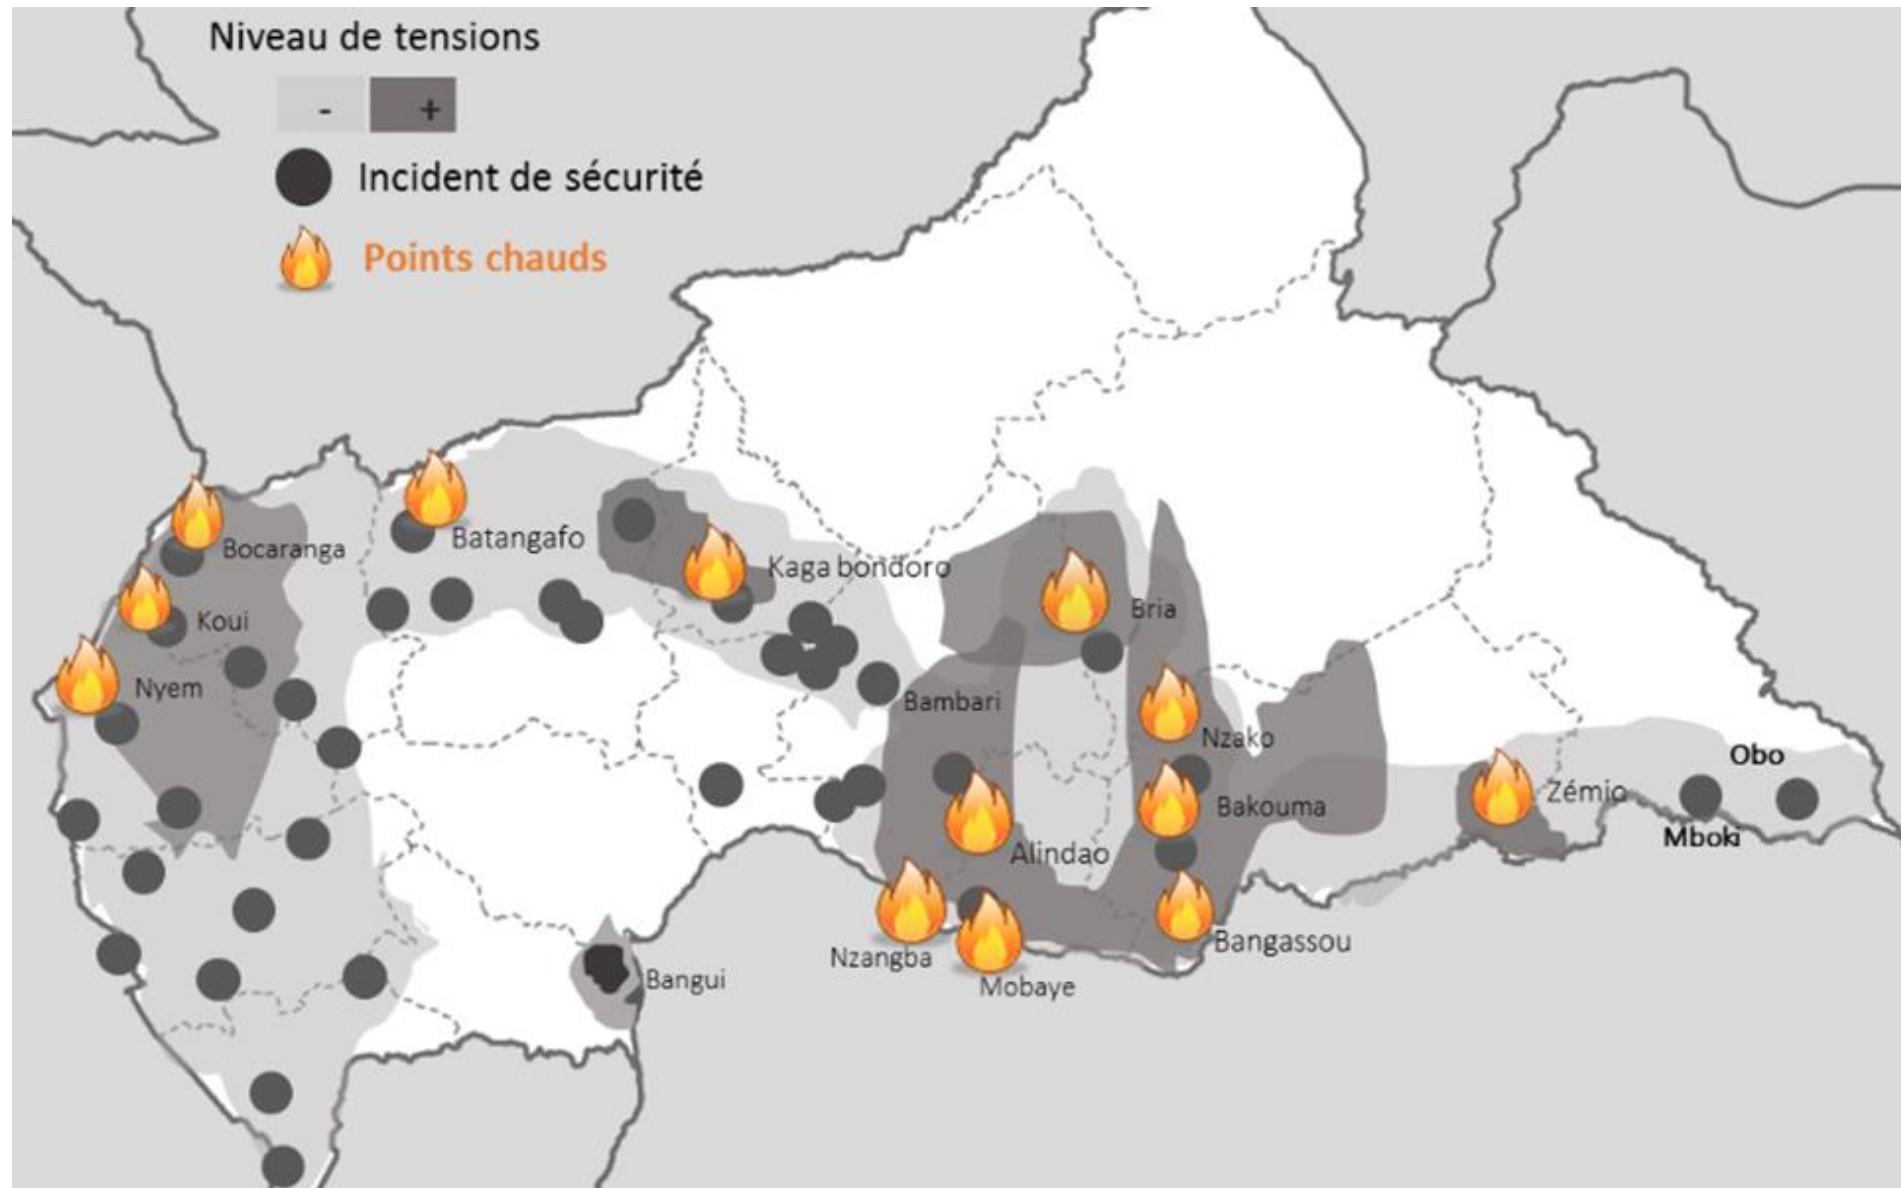 Niveau de tensions
- +
Incident de sécurité
Points chauds
Batangafo
Bocaranga
Kaga bondoro
Bria
Koui
Nyem
Bambari
Nzako
Obo
Zémio
Bakouma
Mboki
Alindao
Bangassou
Nzangba
Bangui
Mobaye